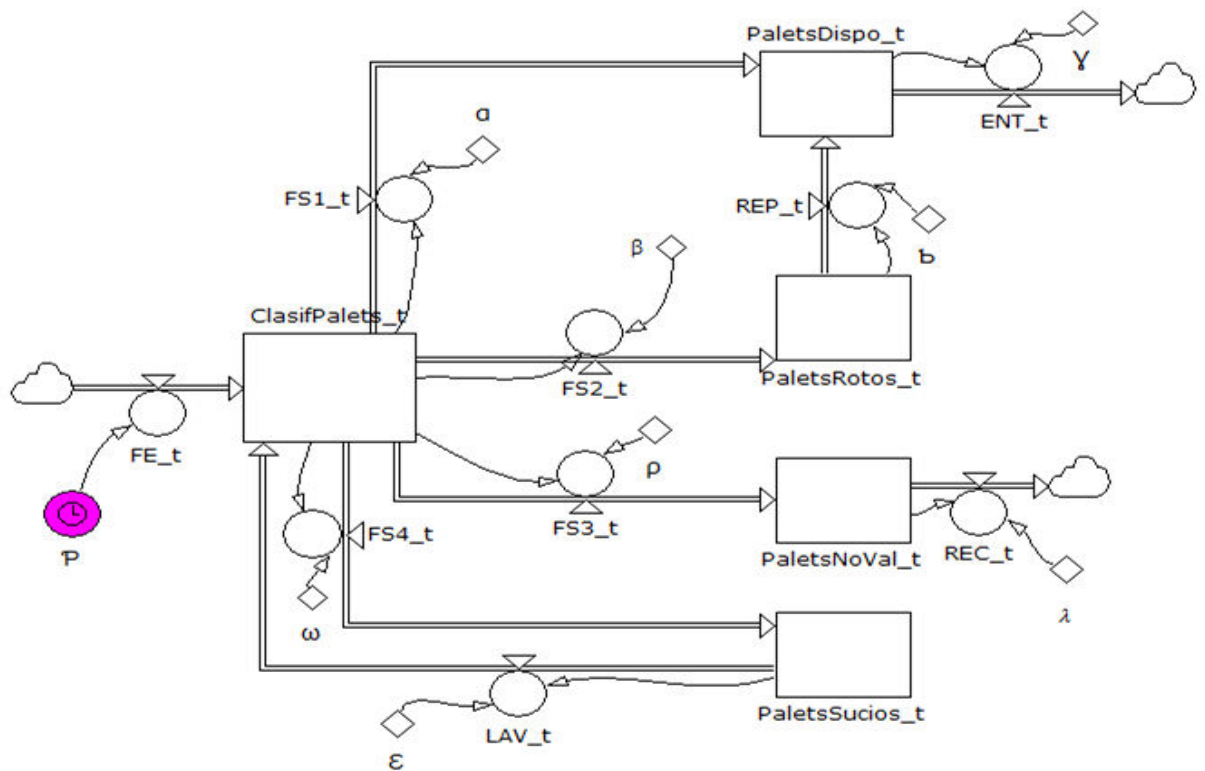 PaletsDispo_t
Ɣ
ENT_t
α
FS1_t
REP_t
ƅ
β
ClasifPalets_t
FS2_t
PaletsRotos_t
FE_t
ρ
FS3_t
Ƥ
FS4_t
PaletsNoVal_t
REC_t
λ
ω
PaletsSucios_t
LAV_t
Ɛ